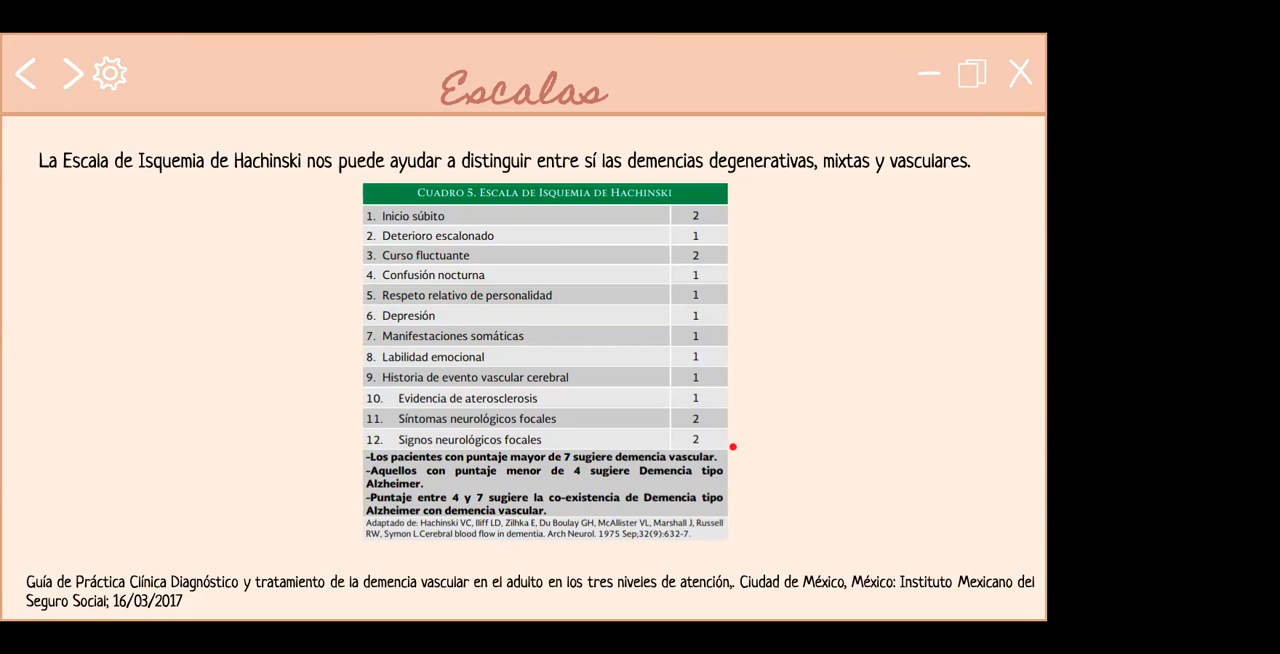 Escalas
La Escala de Isquemia de Hachinski nos puede ayudar a distinguir entre sí las demencias degenerativas, mixtas y vasculares.
CUADRO 5. ESCALA DE ISQUEMIA DE HACHINSKI
1. Inicio súbito 2
2. Deterioro escalonado 1
3. Curso fluctuante 2
4. Confusión nocturna 1
5. Respeto relativo de personalidad 1
6. Depresión 1
7. Manifestaciones somáticas 1
8. Labilidad emocional 1
9. Historia de evento vascular cerebral 1
10. Evidencia de aterosclerosis 1
11. Síntomas neurológicos focales 2
12. Signos neurológicos focales 2
-Los pacientes con puntaje mayor de 7 sugiere demencia vascular.
-Aquellos con puntaje menor de 4 sugiere Demencia tipo
Alzheimer.
-Puntaje entre 4 y 7 sugiere la co-existencia de Demencia tipo
Alzheimer con demencia vascular.
Adaptado de: Hachinski VC, Iliff LD, Zilhka E, Du Boulay GH, McAllister VL, Marshall J, Russell
RW, Symon L.Cerebral blood flow in dementia. Arch Neurol. 1975 Sep;32(9):632-7.
Guía de Práctica Clínica Diagnóstico y tratamiento de la demencia vascular en el adulto en los tres niveles de atención,. Ciudad de México, México: Instituto Mexicano del
Seguro Social; 16/03/2017